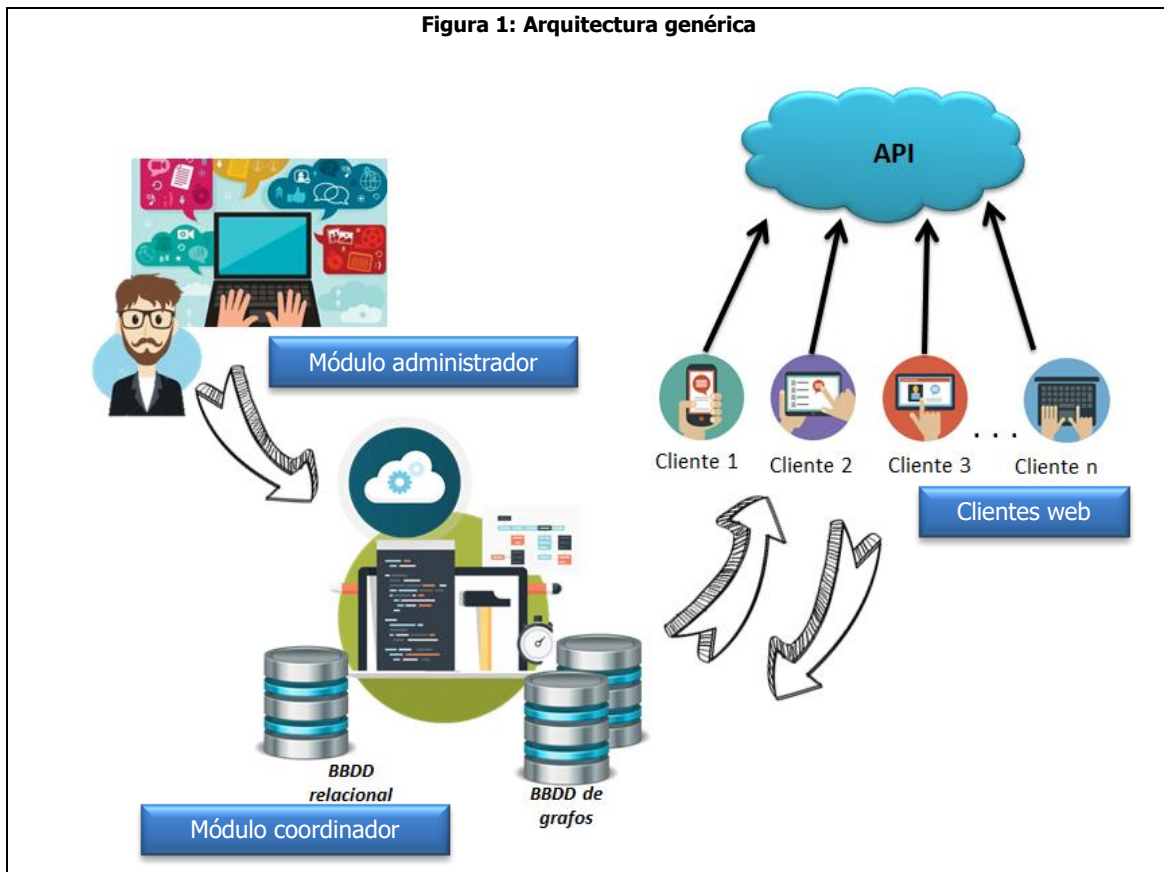 Figura 1: Arquitectura genérica
API
Módulo administrador
Cliente 1
Cliente 2
Cliente 3
. . .
Cliente n
Clientes web
BBDD
relacional
BBDD de
grafos
Módulo coordinador